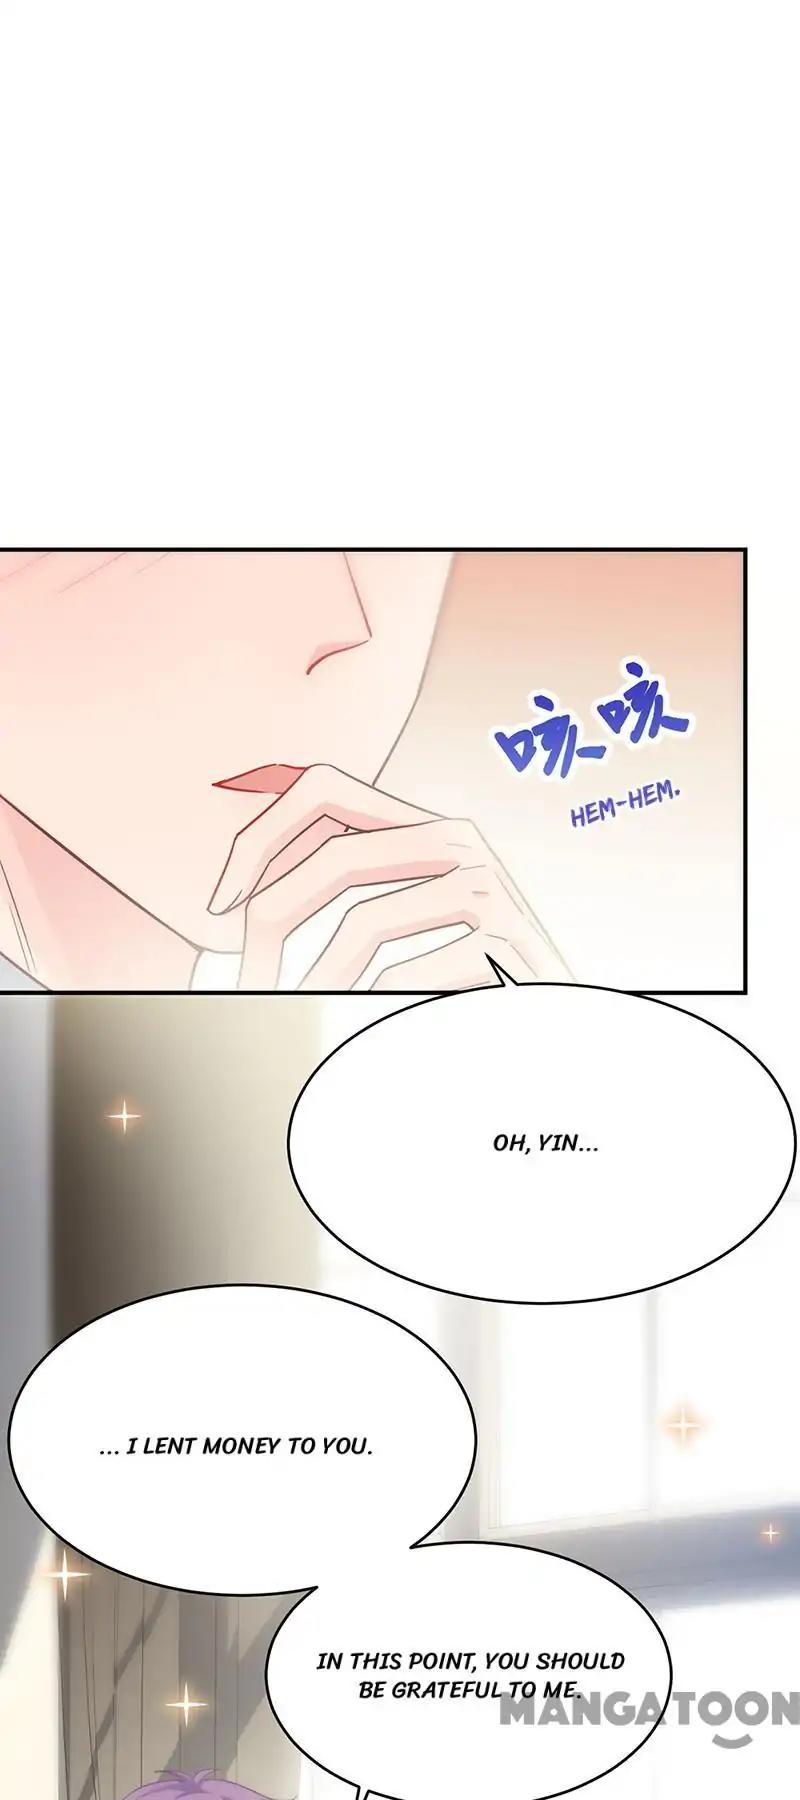 咳咳
HEM-HEM.
OH, YIN...
... I LENT MONEY TO YOU.
IN THIS POINT, YOU SHOULD
BE GRATEFUL TO ME.
MANGATOON